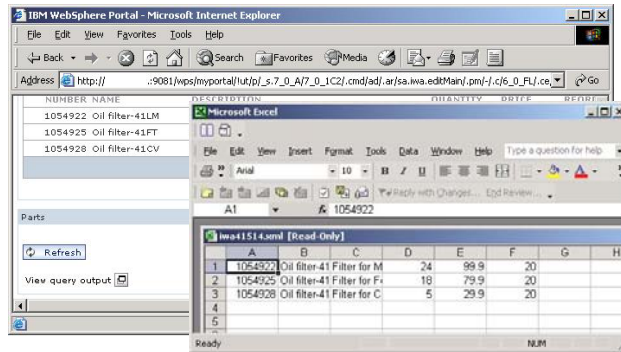 IBM WebSphere Portal - Microsoft Internet Explorer
File Edit View Favorites Tools Help
Back Search Favorites Media
Address http:// .:9081/wps/myportal/!ut/p/_s.7_0_A/7_0_1C2/.cmd/ad/.ar/sa.iwa.editMain/.pm/-/.c/6_0_FL/.ce, Go
NUMBER NAME DESCRIPTION QUANTITY PRICE
1054922 Oil filter-41LM
1054925 Oil filter-41FT
1054928 Oil filter-41CV
Parts
Refresh
View query output
Microsoft Excel
File Edit View Insert Format Tools Data Window Help Type a question for help
Arial 10 B I U
Reply with Changes... End Review...
A1 fx 1054922
iwa41514.xml [Read-Only]
A B C D E F G H
1 1054922 Oil filter-41 Filter for M 24 99.9 20
2 1054925 Oil filter-41 Filter for F 18 79.9 20
3 1054928 Oil filter-41 Filter for C 5 29.9 20
4
5
Ready NUM